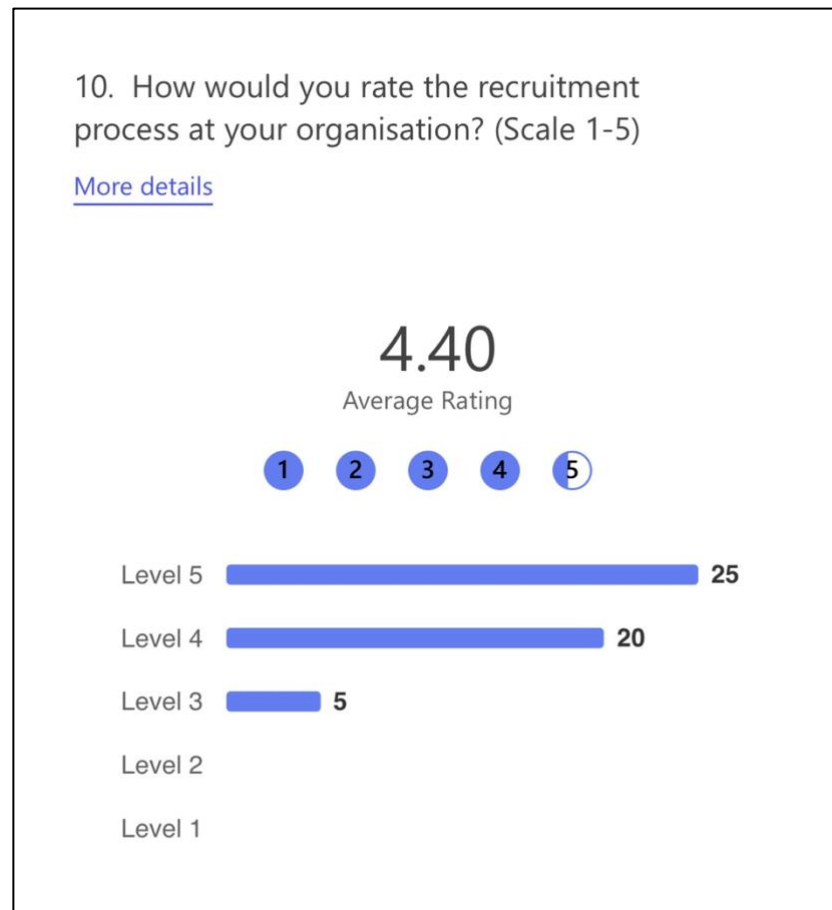 10. How would you rate the recruitment
process at your organisation? (Scale 1-5)
More details
4.40
Average Rating
1 2 3 4 5
Level 5 25
Level 4 20
Level 3 5
Level 2
Level 1